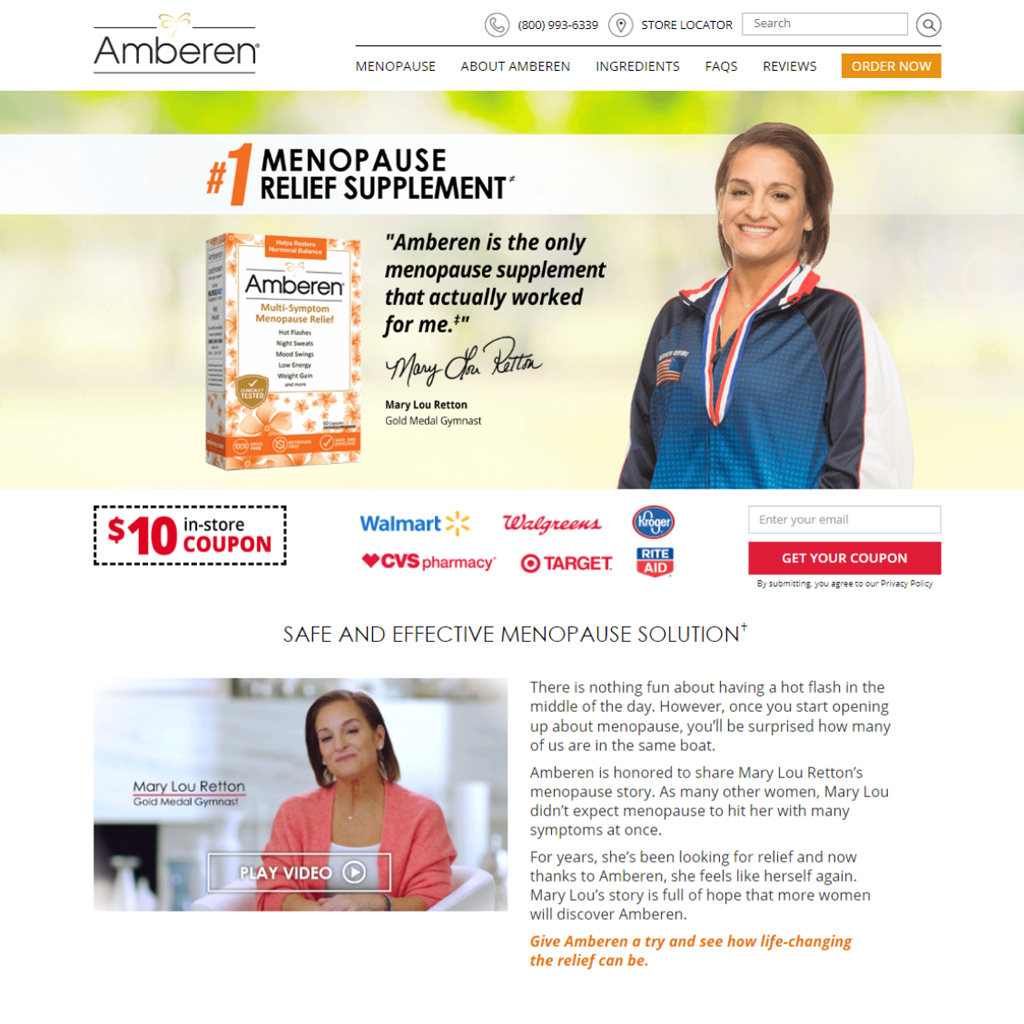 Amberen®
(800) 993-6339
STORE LOCATOR
Search
MENOPAUSE
ABOUT AMBEREN
INGREDIENTS
FAQS
REVIEWS
ORDER NOW
#1 MENOPAUSE
RELIEF SUPPLEMENT≠
Helps Restore
Hormonal Balance
Amberen®
Multi-Symptom
Menopause Relief
Hot Flashes
Night Sweats
Mood Swings
Low Energy
Weight Gain
and more
CLINICALLY
TESTED
"Amberen is the only
menopause supplement
that actually worked
for me.‡"
Mary Lou Retton
Mary Lou Retton
Gold Medal Gymnast
$10 in-store
COUPON
Walmart
Walgreens
Kroger
CVS pharmacy®
TARGET
RITE
AID
Enter your email
GET YOUR COUPON
By submitting, you agree to our Privacy Policy
SAFE AND EFFECTIVE MENOPAUSE SOLUTION†
Mary Lou Retton
Gold Medal Gymnast
PLAY VIDEO
There is nothing fun about having a hot flash in the
middle of the day. However, once you start opening
up about menopause, you’ll be surprised how many
of us are in the same boat.
Amberen is honored to share Mary Lou Retton’s
menopause story. As many other women, Mary Lou
didn’t expect menopause to hit her with many
symptoms at once.
For years, she’s been looking for relief and now
thanks to Amberen, she feels like herself again.
Mary Lou’s story is full of hope that more women
will discover Amberen.
Give Amberen a try and see how life-changing
the relief can be.